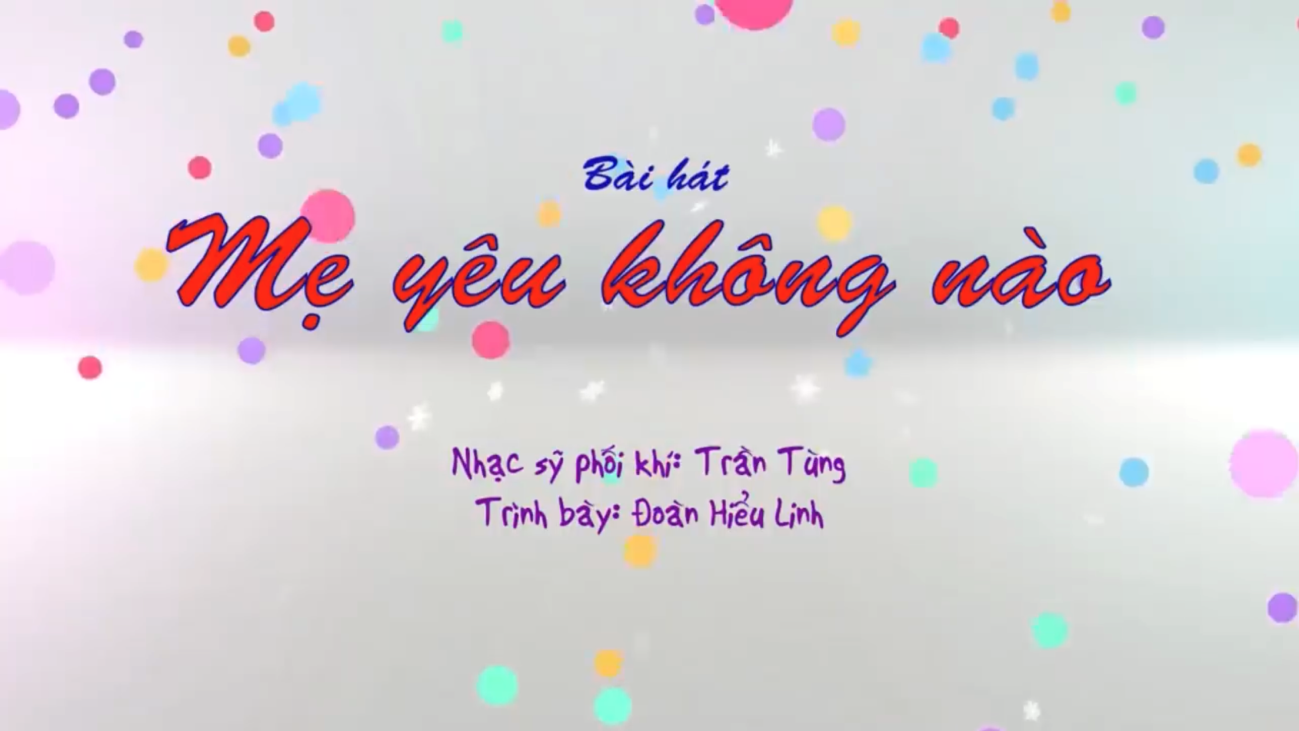 Bài hát
Mẹ yêu không nào
Nhạc sỹ phối khí: Trần Tùng
Trình bày: Đoàn Hiểu Linh